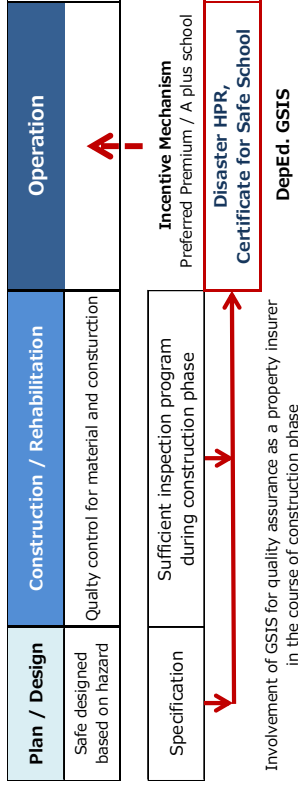 Plan / Design
Construction / Rehabilitation
Operation
Safe designed
based on hazard
Qualty control for material and consturction
Specification
Sufficient inspection program
during construction phase
Incentive Mechanism
Preferred Premium / A plus school
Disaster HPR,
Certificate for Safe School
DepEd. GSIS
Involvement of GSIS for quality assurance as a property insurer
in the course of construction phase